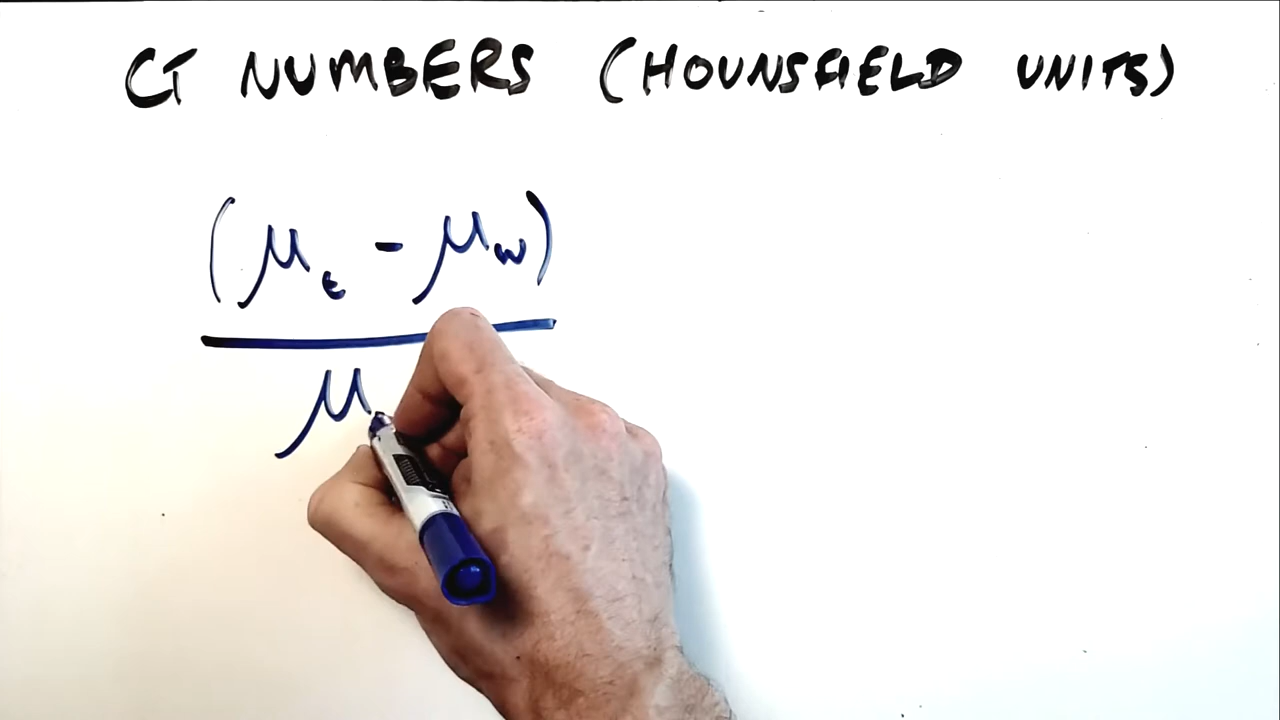 CT NUMBERS (HOUNSFIELD UNITS)
(μt - μw)
μ